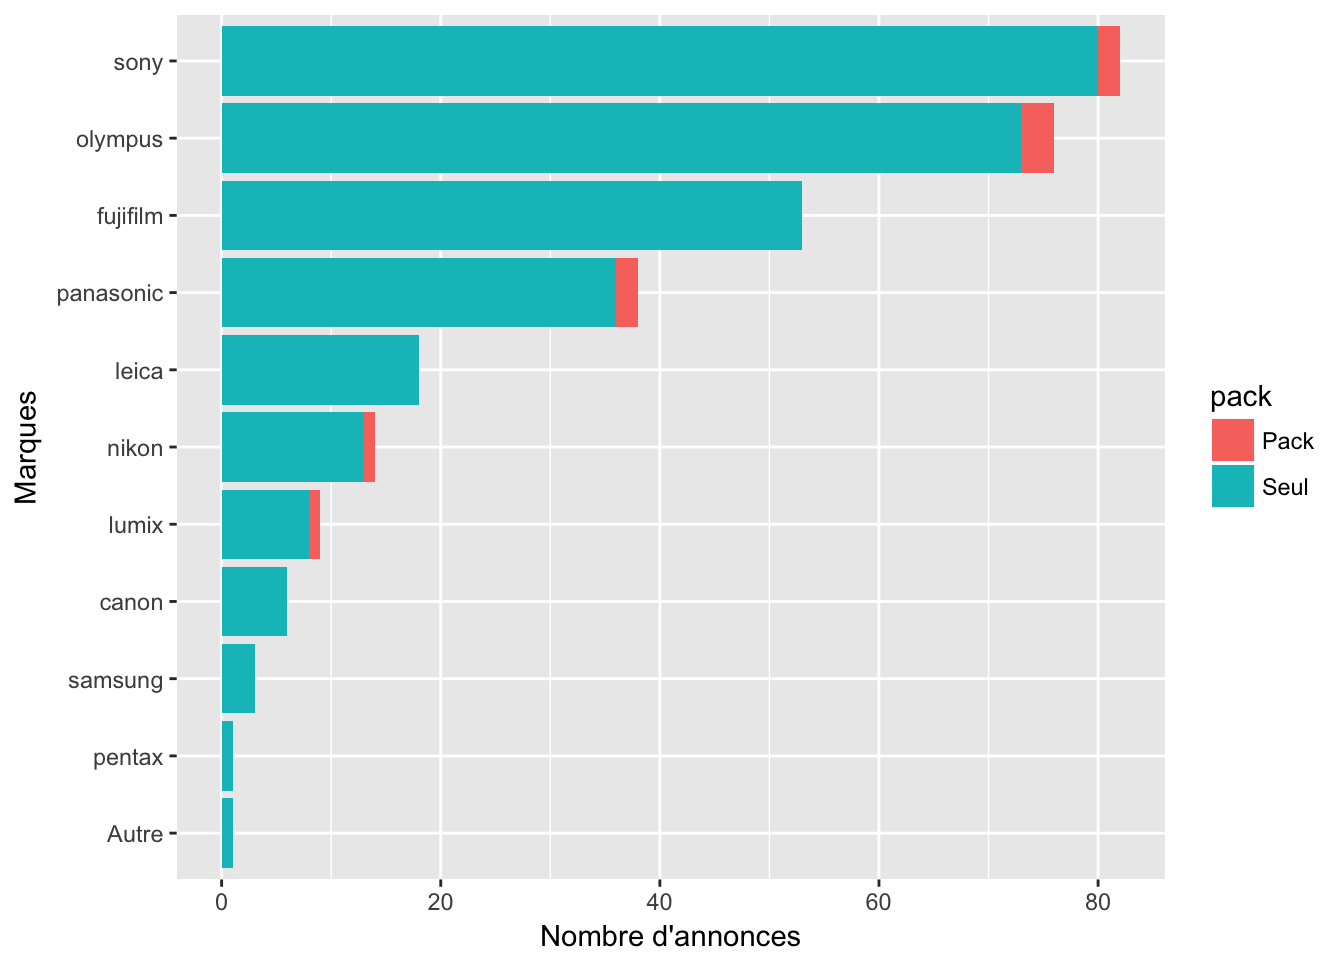 sony
olympus
fujifilm
panasonic
leica
nikon
lumix
canon
samsung
pentax
Autre
Marques
0 20 40 60 80
Nombre d'annonces
pack
Pack
Seul